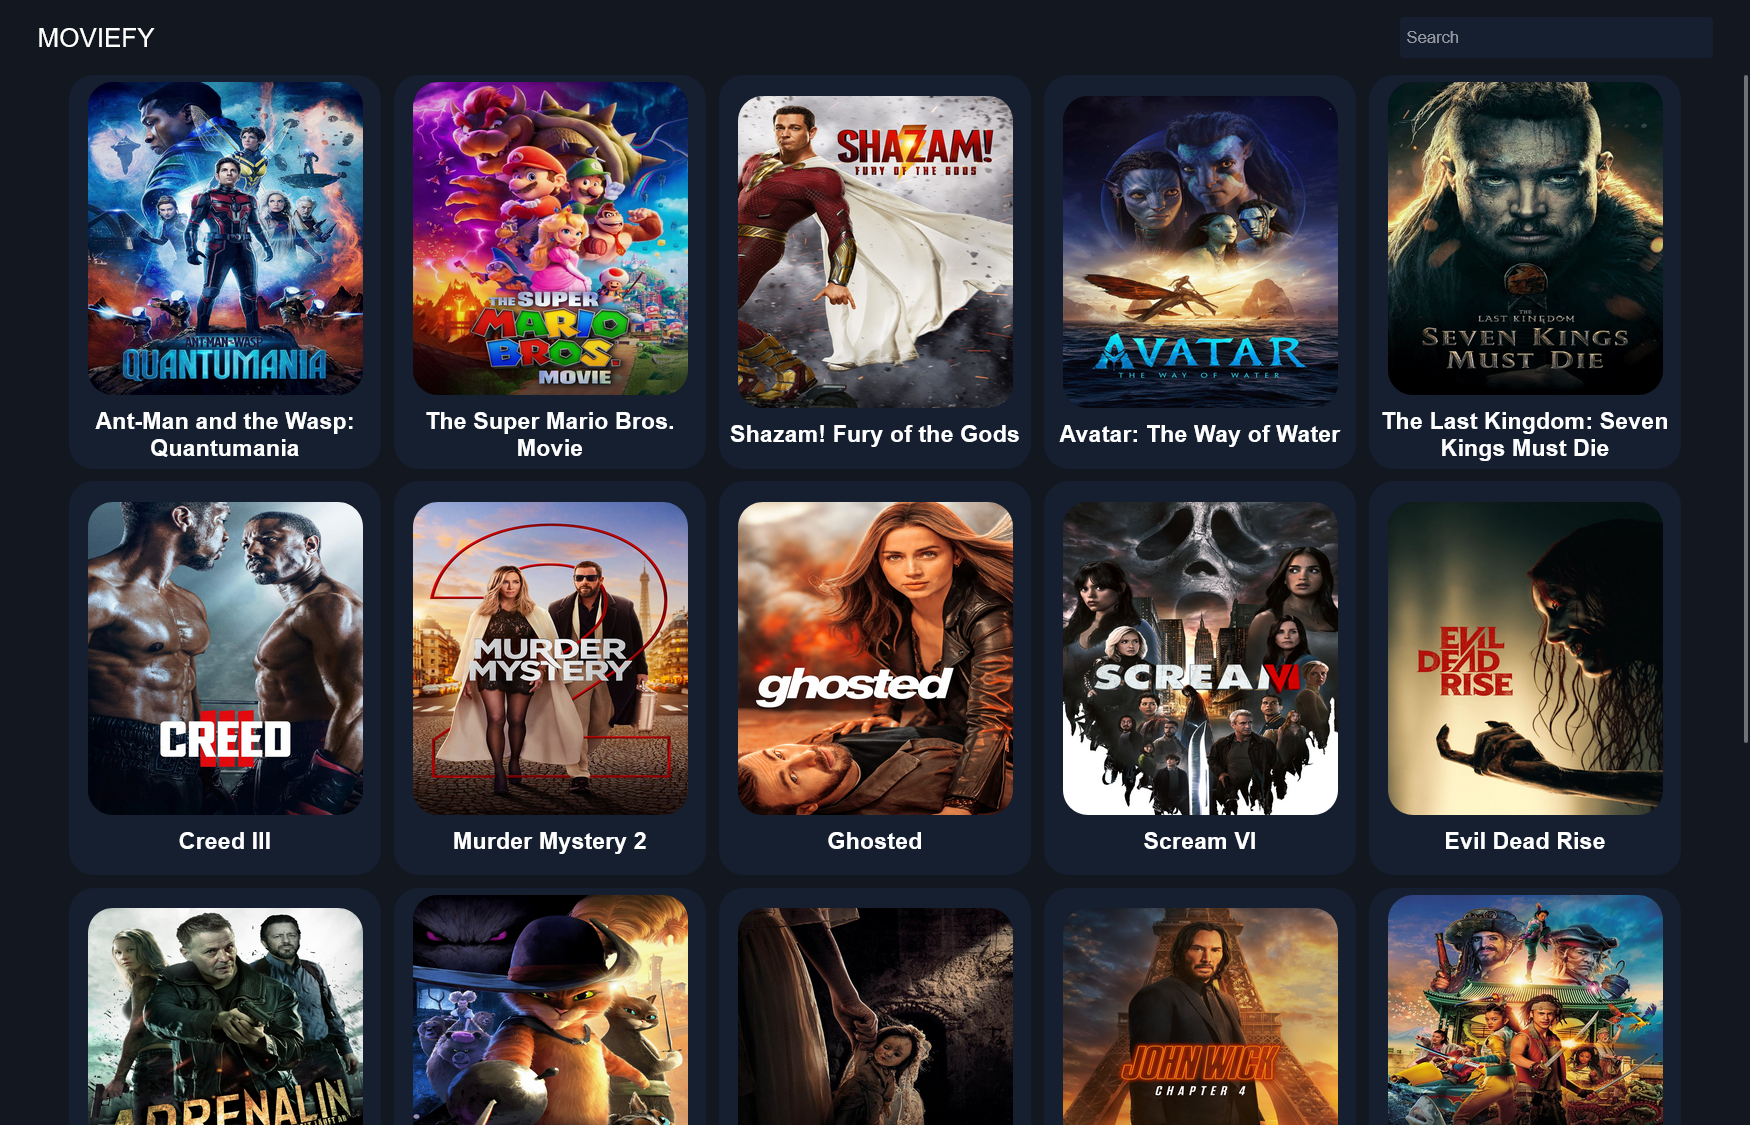 MOVIEFY
Search
ANT-MAN AND THE WASP
QUANTUMANIA
Ant-Man and the Wasp:
Quantumania
THE SUPER
MARIO
BROS.
MOVIE
The Super Mario Bros.
Movie
SHAZAM!
FURY OF THE GODS
Shazam! Fury of the Gods
AVATAR
THE WAY OF WATER
Avatar: The Way of Water
THE
LAST KINGDOM
SEVEN KINGS
MUST DIE
The Last Kingdom: Seven
Kings Must Die
CREED
III
Creed III
MURDER
MYSTERY
2
Murder Mystery 2
ghosted
Ghosted
SCREAM VI
Scream VI
EVIL
DEAD
RISE
Evil Dead Rise
ADRENALIN
JOHN WICK
CHAPTER 4